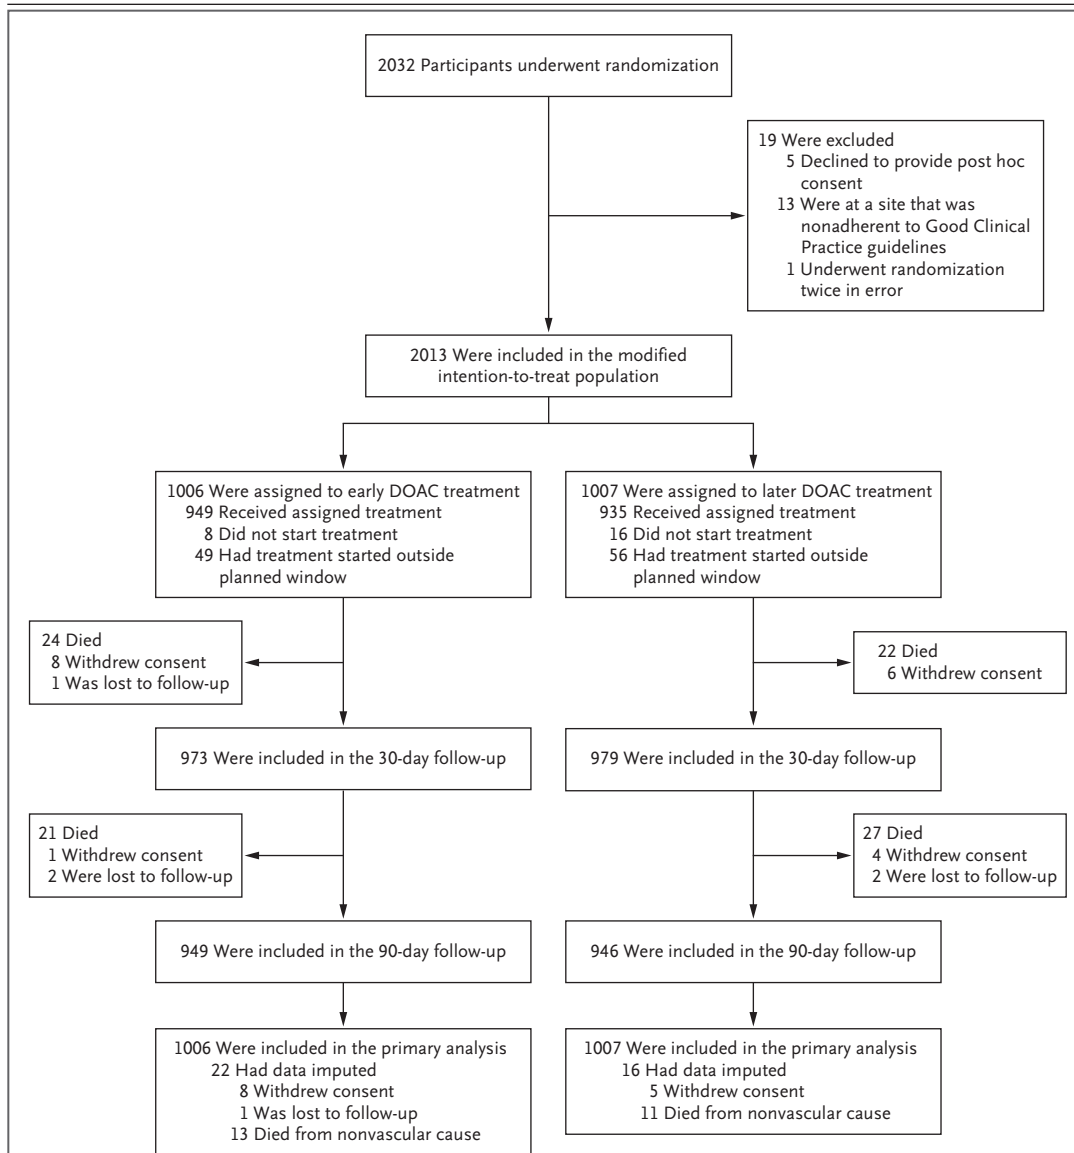 2032 Participants underwent randomization
19 Were excluded
5 Declined to provide post hoc
consent
13 Were at a site that was
nonadherent to Good Clinical
Practice guidelines
1 Underwent randomization
twice in error
2013 Were included in the modified
intention-to-treat population
1006 Were assigned to early DOAC treatment
949 Received assigned treatment
8 Did not start treatment
49 Had treatment started outside
planned window
1007 Were assigned to later DOAC treatment
935 Received assigned treatment
16 Did not start treatment
56 Had treatment started outside
planned window
24 Died
8 Withdrew consent
1 Was lost to follow-up
22 Died
6 Withdrew consent
973 Were included in the 30-day follow-up
979 Were included in the 30-day follow-up
21 Died
1 Withdrew consent
2 Were lost to follow-up
27 Died
4 Withdrew consent
2 Were lost to follow-up
949 Were included in the 90-day follow-up
946 Were included in the 90-day follow-up
1006 Were included in the primary analysis
22 Had data imputed
8 Withdrew consent
1 Was lost to follow-up
13 Died from nonvascular cause
1007 Were included in the primary analysis
16 Had data imputed
5 Withdrew consent
11 Died from nonvascular cause